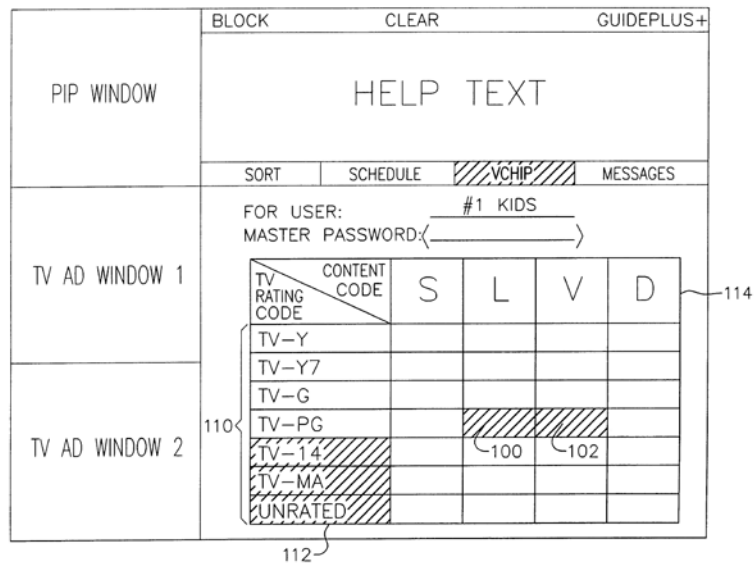 BLOCK CLEAR GUIDEPLUS+
PIP WINDOW
HELP TEXT
SORT SCHEDULE VCHIP MESSAGES
FOR USER: #1 KIDS
MASTER PASSWORD:
TV AD WINDOW 1
TV RATING CODE
CONTENT CODE
S L V D
114
TV-Y
TV-Y7
TV-G
110
TV-PG
TV AD WINDOW 2
TV-14
100 102
TV-MA
UNRATED
112